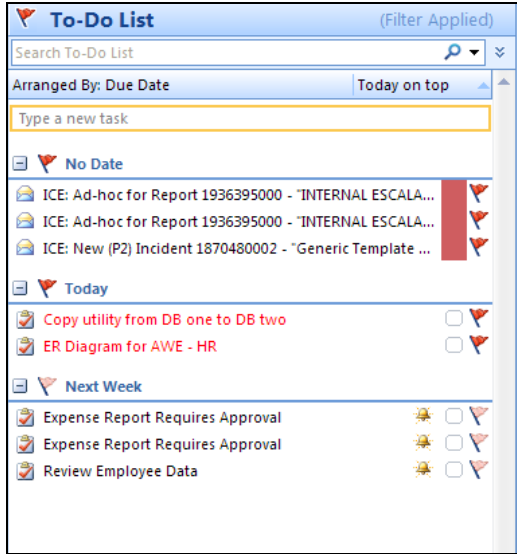 To-Do List (Filter Applied)
Search To-Do List
Arranged By: Due Date Today on top
Type a new task
No Date
ICE: Ad-hoc for Report 1936395000 - "INTERNAL ESCALA...
ICE: Ad-hoc for Report 1936395000 - "INTERNAL ESCALA...
ICE: New (P2) Incident 1870480002 - "Generic Template ...
Today
Copy utility from DB one to DB two
ER Diagram for AWE - HR
Next Week
Expense Report Requires Approval
Expense Report Requires Approval
Review Employee Data